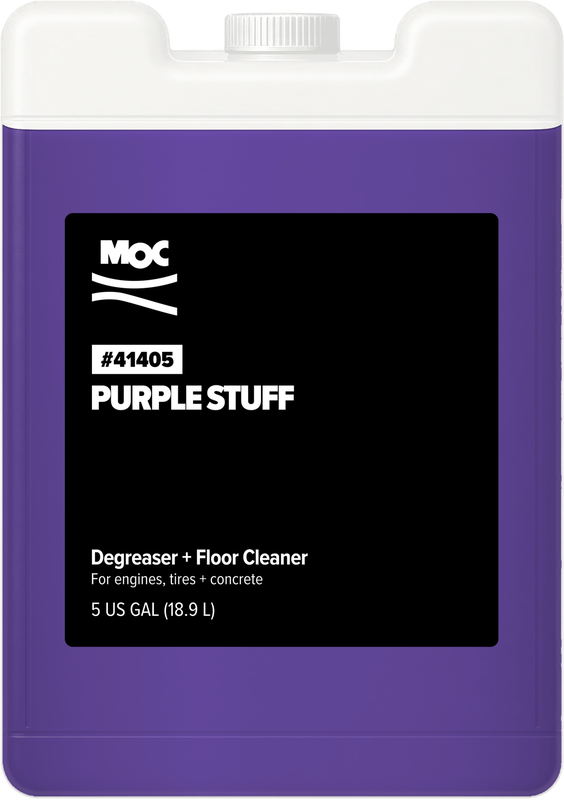 MOC
#41405
PURPLE STUFF
Degreaser + Floor Cleaner
For engines, tires + concrete
5 US GAL (18.9 L)